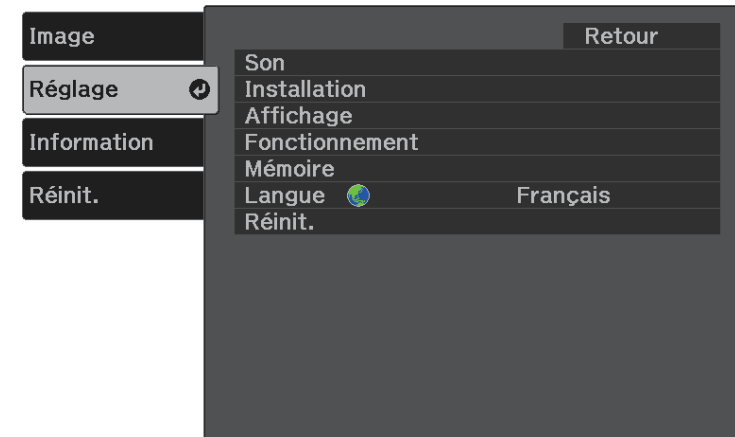 Image
Réglage
Information
Réinit.
Retour
Son
Installation
Affichage
Fonctionnement
Mémoire
Langue Français
Réinit.